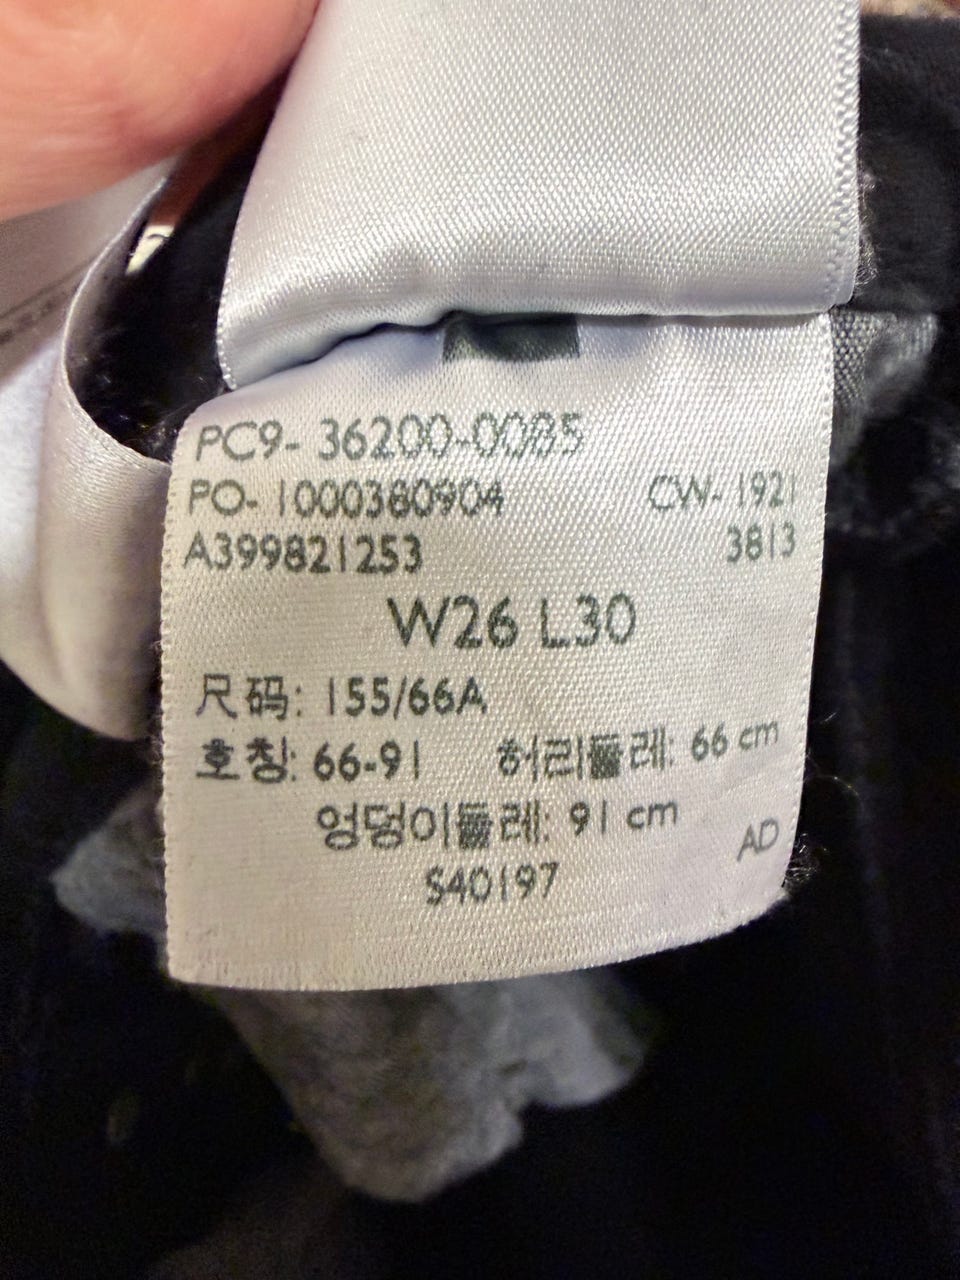 PC9- 36200-0085
PO- 1000380904 CW- 1921
A399821253 3813
W26 L30
尺码: 155/66A
호칭: 66-91 허리둘레: 66 cm
엉덩이둘레: 91 cm
AD
S40197